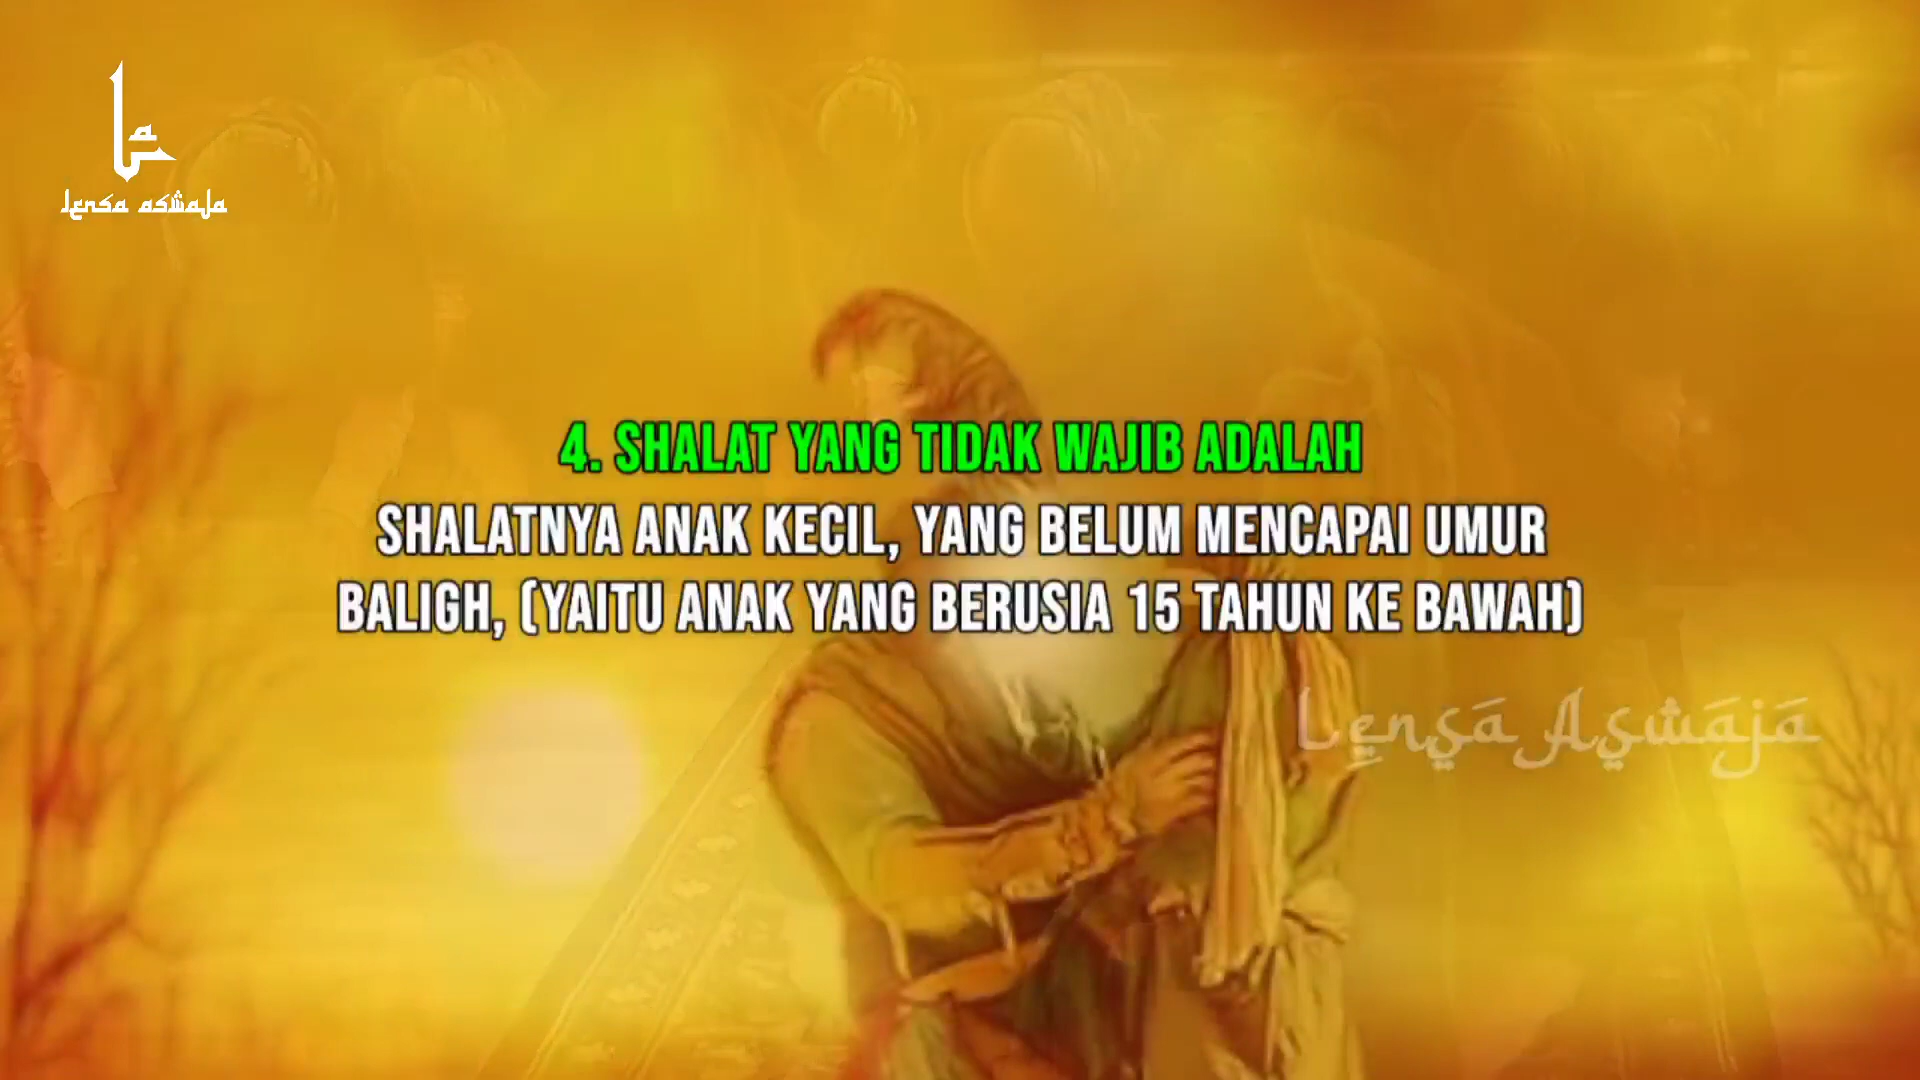 Lensa Aswaja
4. SHALAT YANG TIDAK WAJIB ADALAH
SHALATNYA ANAK KECIL, YANG BELUM MENCAPAI UMUR
BALIGH, (YAITU ANAK YANG BERUSIA 15 TAHUN KE BAWAH)
Lensa Aswaja